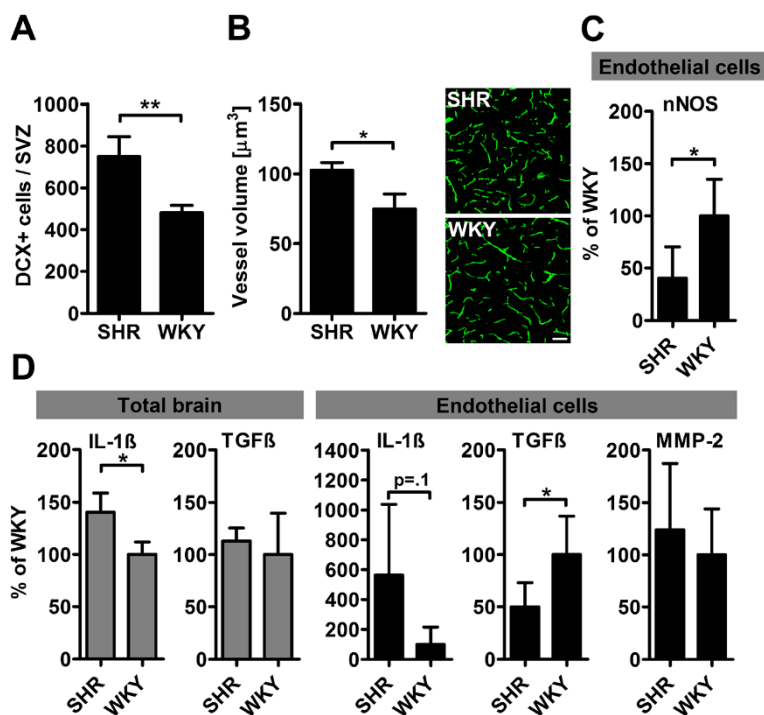 A
DCX+ cells / SVZ
1000
800
600
400
200
0
**
SHR WKY
B
Vessel volume [µm³]
150
100
50
0
*
SHR WKY
SHR
WKY
C
Endothelial cells
nNOS
% of WKY
200
150
100
50
0
*
SHR WKY
D
Total brain
IL-1ß
% of WKY
200
150
100
50
0
*
SHR WKY
TGFß
200
150
100
50
0
SHR WKY
Endothelial cells
IL-1ß
1400
1200
1000
800
600
400
200
0
p=.1
SHR WKY
TGFß
200
150
100
50
0
*
SHR WKY
MMP-2
200
150
100
50
0
SHR WKY